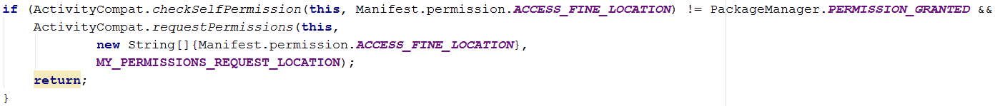 if (ActivityCompat.checkSelfPermission(this, Manifest.permission.ACCESS_FINE_LOCATION) != PackageManager.PERMISSION_GRANTED &&
ActivityCompat.requestPermissions(this,
new String[]{Manifest.permission.ACCESS_FINE_LOCATION},
MY_PERMISSIONS_REQUEST_LOCATION);
return;
}